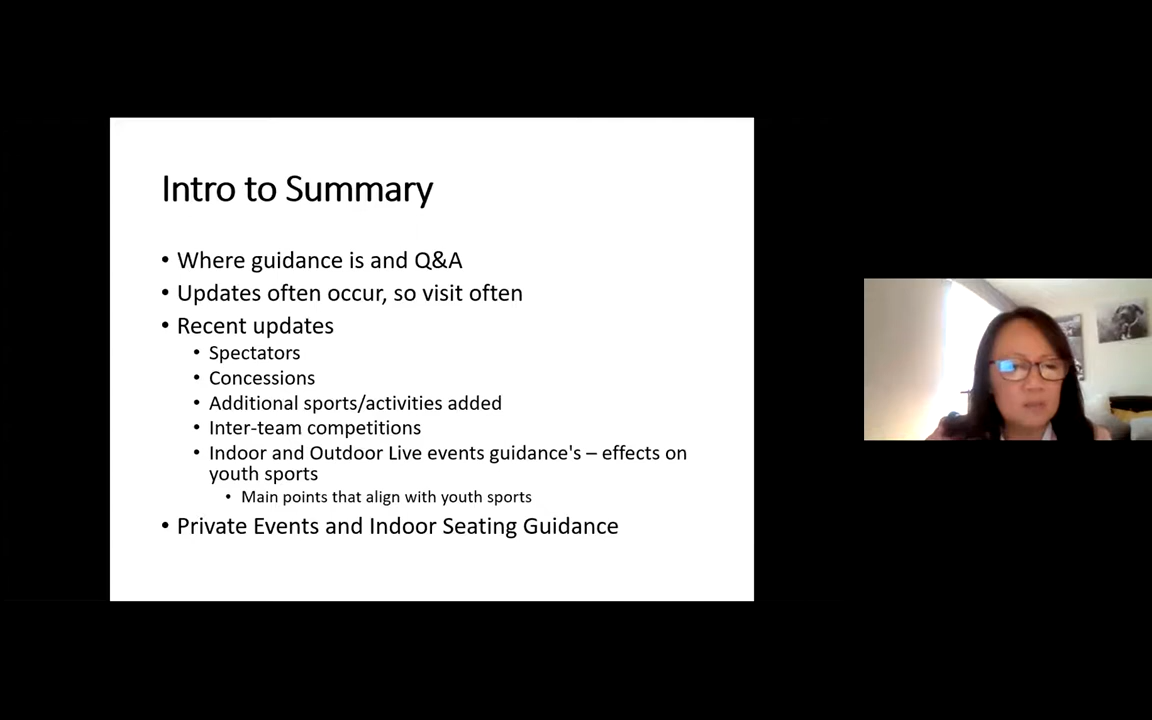 Intro to Summary
• Where guidance is and Q&A
• Updates often occur, so visit often
• Recent updates
• Spectators
• Concessions
• Additional sports/activities added
• Inter-team competitions
• Indoor and Outdoor Live events guidance's – effects on
youth sports
• Main points that align with youth sports
• Private Events and Indoor Seating Guidance